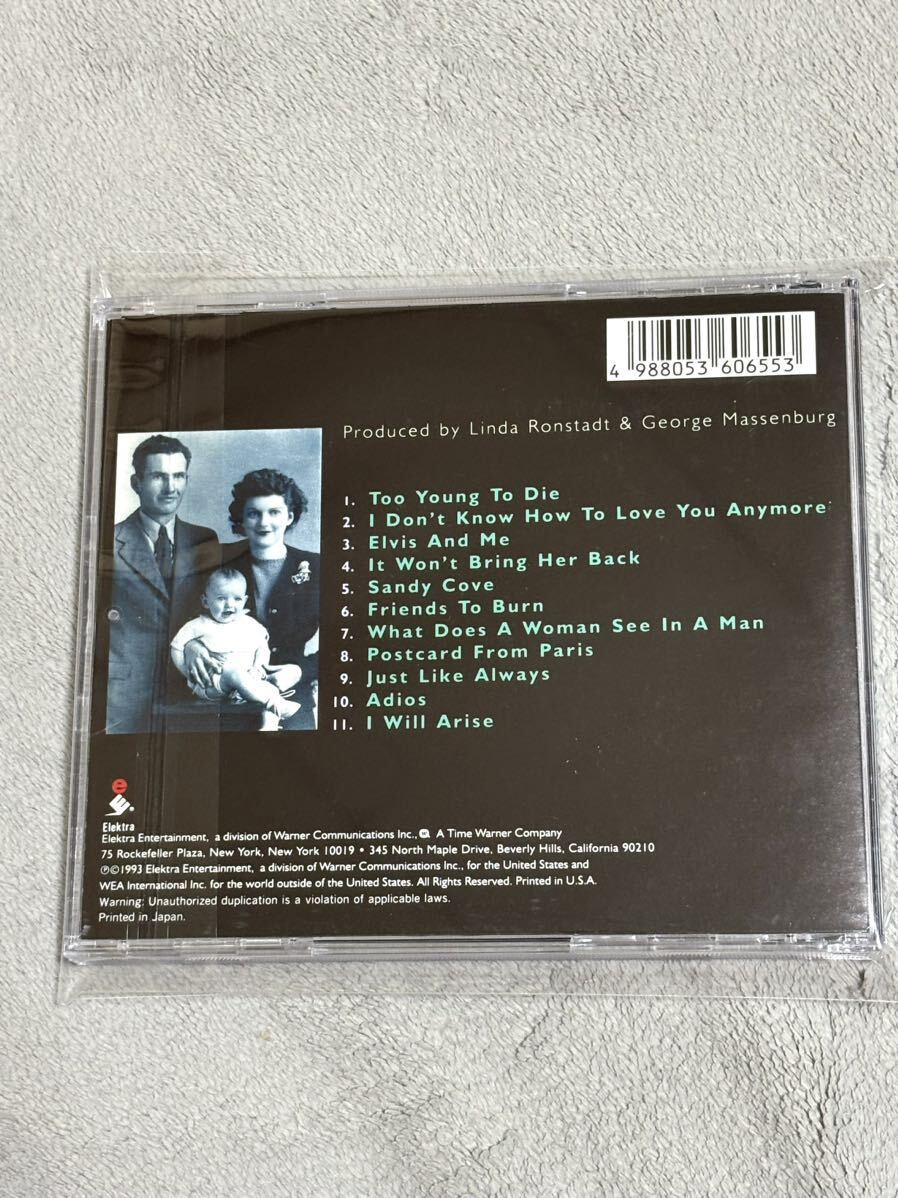 4 988053 606553
Produced by Linda Ronstadt & George Massenburg
1. Too Young To Die
2. I Don't Know How To Love You Anymore
3. Elvis And Me
4. It Won't Bring Her Back
5. Sandy Cove
6. Friends To Burn
7. What Does A Woman See In A Man
8. Postcard From Paris
9. Just Like Always
10. Adios
11. I Will Arise
Elektra
Elektra Entertainment, a division of Warner Communications Inc., A Time Warner Company
75 Rockefeller Plaza, New York, New York 10019 • 345 North Maple Drive, Beverly Hills, California 90210
℗©1993 Elektra Entertainment, a division of Warner Communications Inc., for the United States and
WEA International Inc. for the world outside of the United States. All Rights Reserved. Printed in U.S.A.
Warning: Unauthorized duplication is a violation of applicable laws.
Printed in Japan.